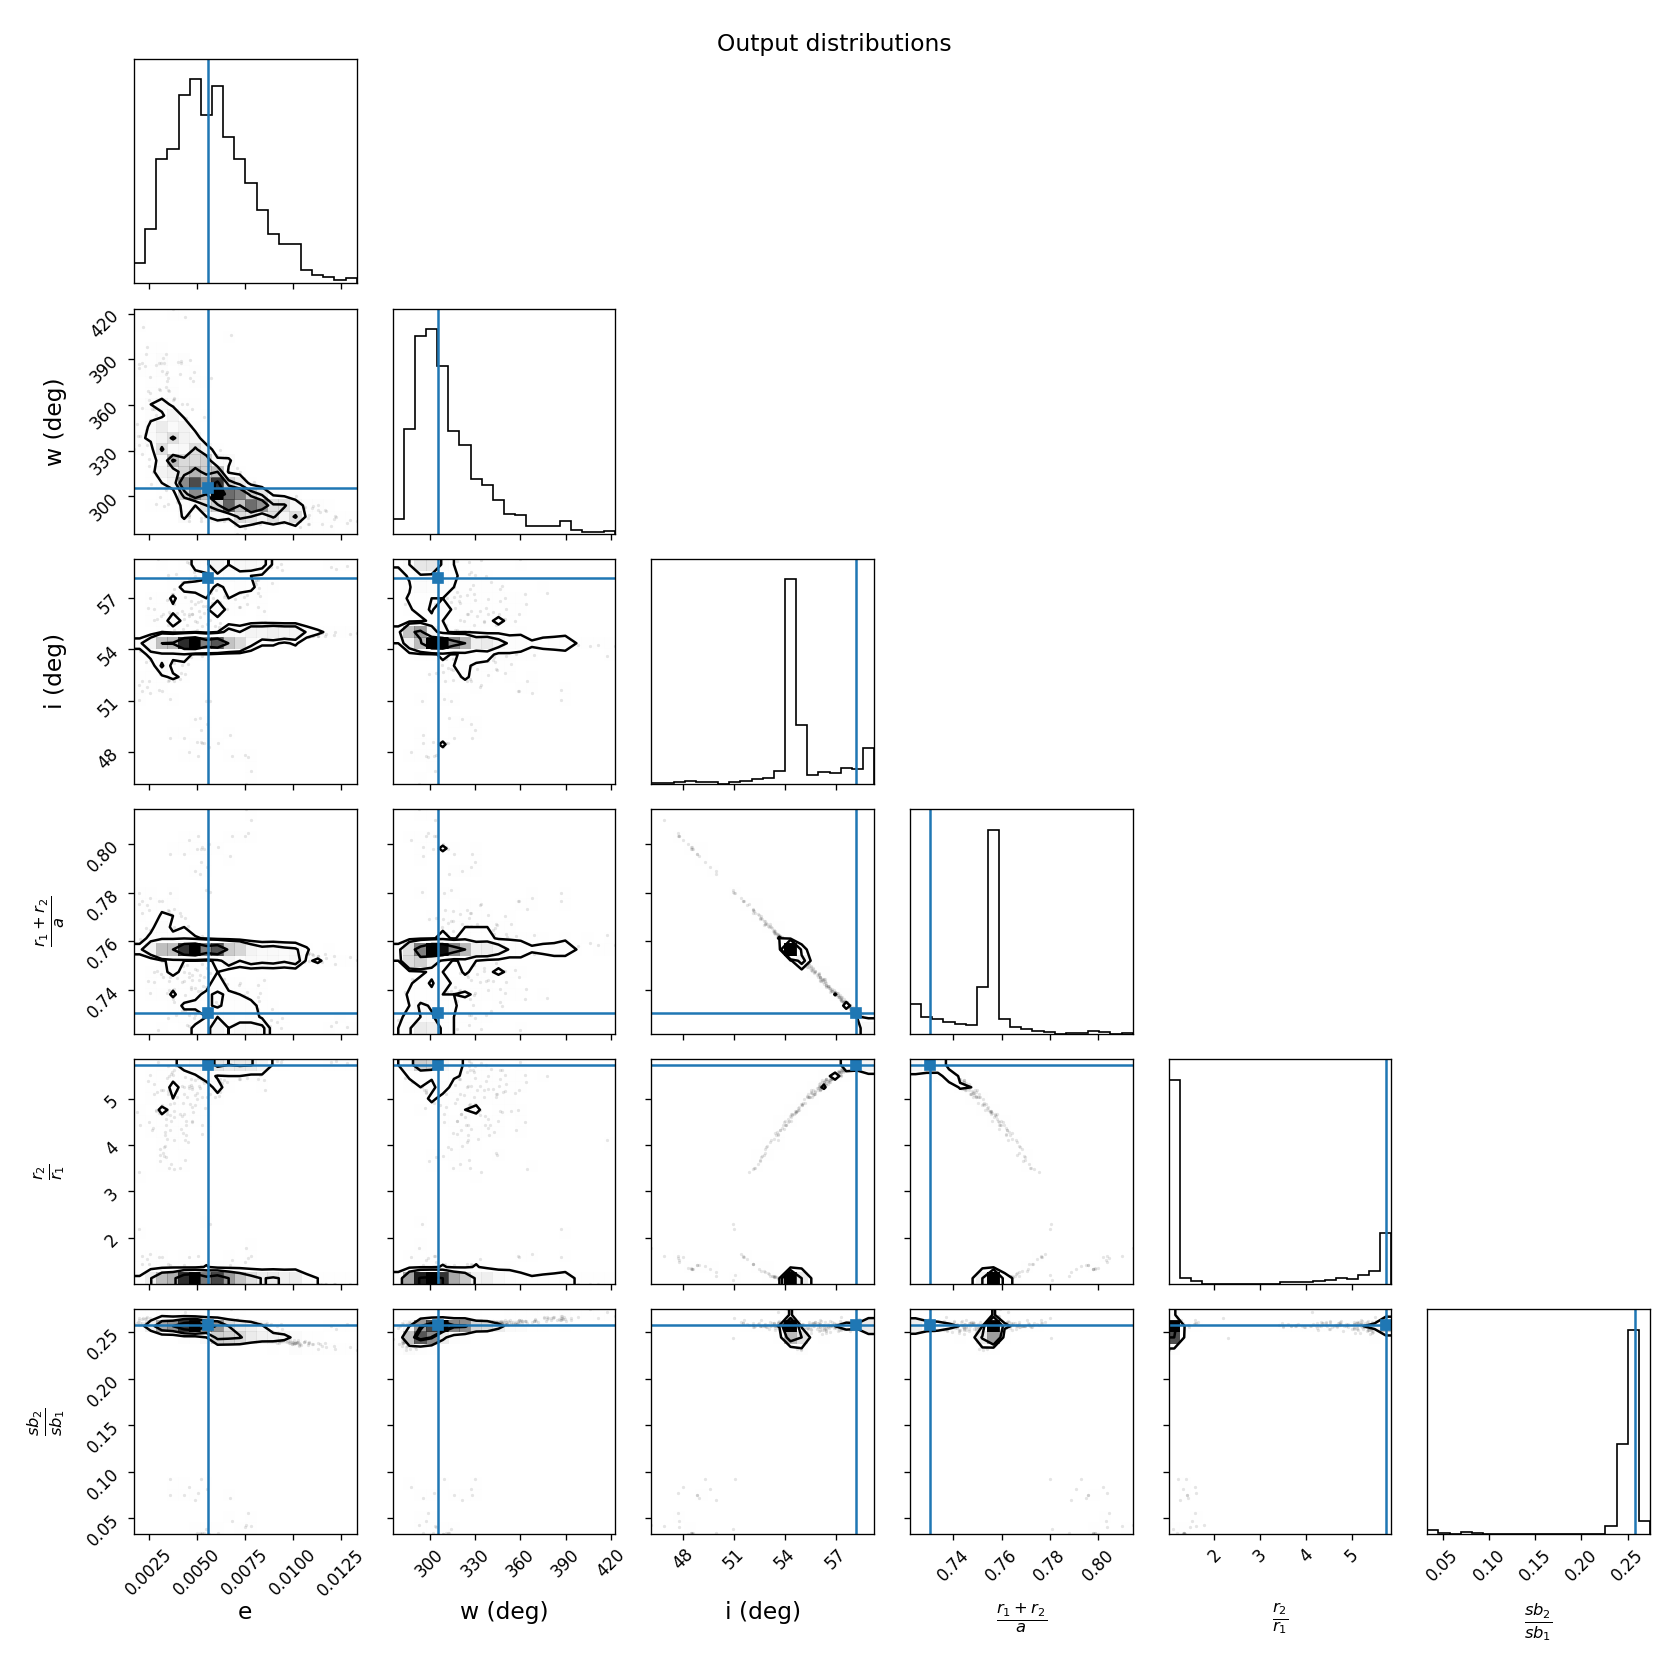 Output distributions
w (deg)
420
390
360
330
300
i (deg)
57
54
51
48
r₁ + r₂
a
0.80
0.78
0.76
0.74
r₂
r₁
5
4
3
2
sb₂
sb₁
0.25
0.20
0.15
0.10
0.05
0.0025 0.0050 0.0075 0.0100 0.0125 300 330 360 390 420 48 51 54 57 0.74 0.76 0.78 0.80 2 3 4 5 0.05 0.10 0.15 0.20 0.25
e w (deg) i (deg) r₁ + r₂ r₂ sb₂
a r₁ sb₁